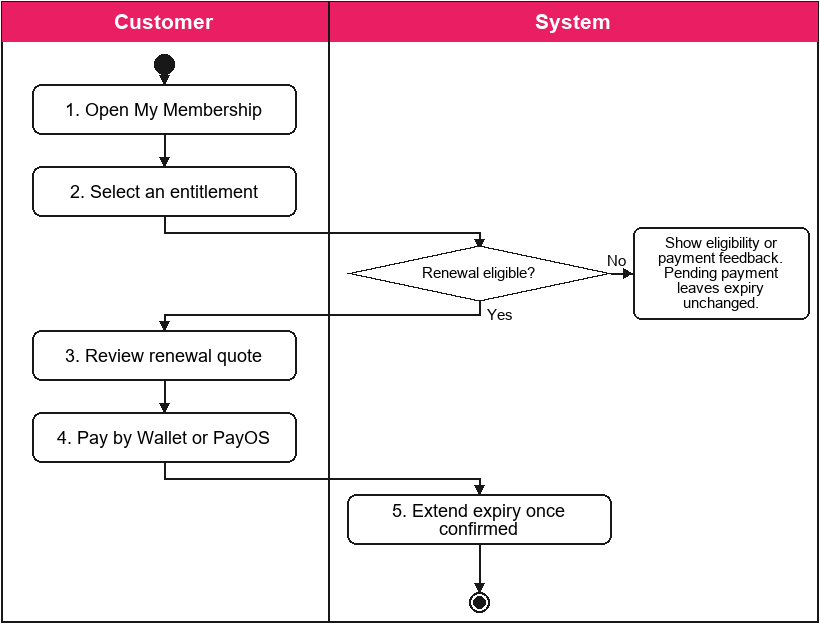 Customer
System
1. Open My Membership
2. Select an entitlement
Renewal eligible?
No
Show eligibility or
payment feedback.
Pending payment
leaves expiry
unchanged.
Yes
3. Review renewal quote
4. Pay by Wallet or PayOS
5. Extend expiry once
confirmed